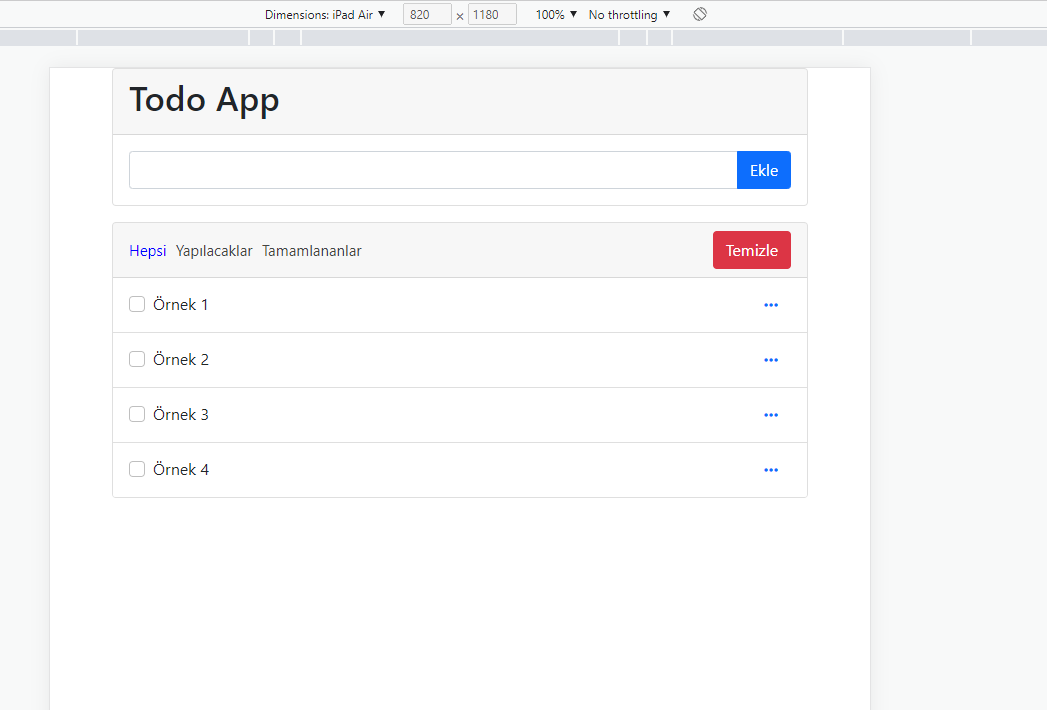 Dimensions: iPad Air ▼ 820 × 1180 100% ▼ No throttling ▼
Todo App
Ekle
Hepsi Yapılacaklar Tamamlananlar Temizle
Örnek 1
Örnek 2
Örnek 3
Örnek 4